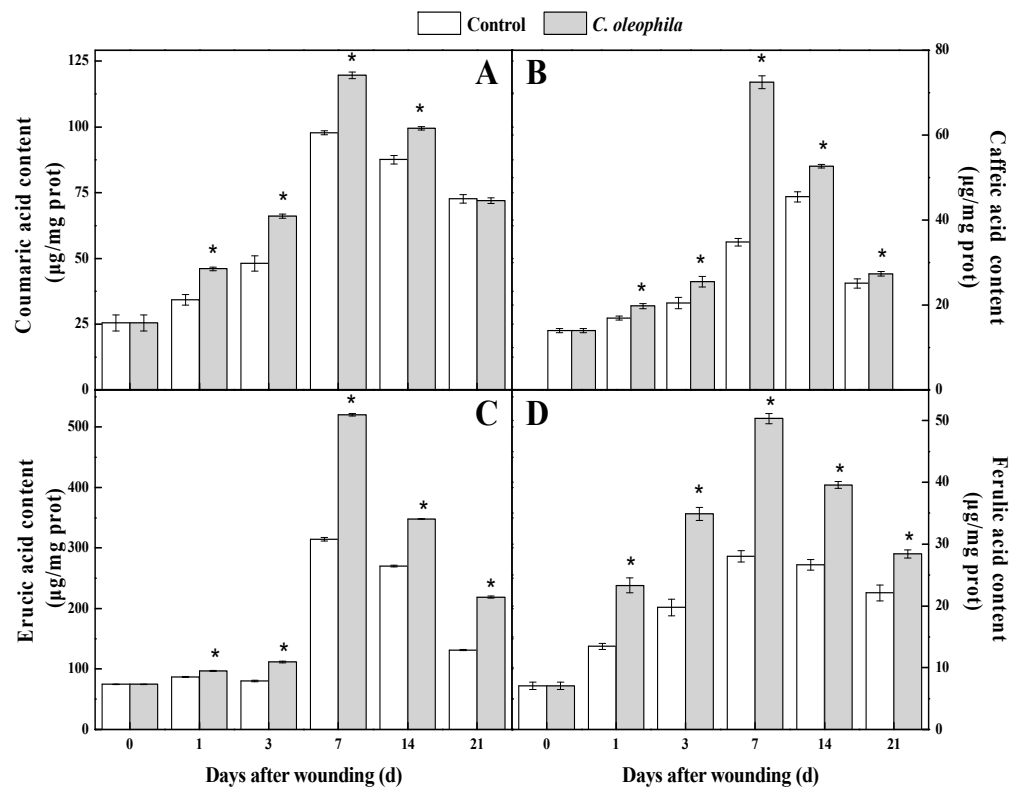 Control
C. oleophila
A
B
C
D
Coumaric acid content
(μg/mg prot)
125
100
75
50
25
0
Caffeic acid content
(μg/mg prot)
80
60
40
20
0
Erucic acid content
(μg/mg prot)
500
400
300
200
100
0
Ferulic acid content
(μg/mg prot)
50
40
30
20
10
0
* * * *
* * * * *
* * * * *
* * * * *
0 1 3 7 14 21
0 1 3 7 14 21
Days after wounding (d)
Days after wounding (d)